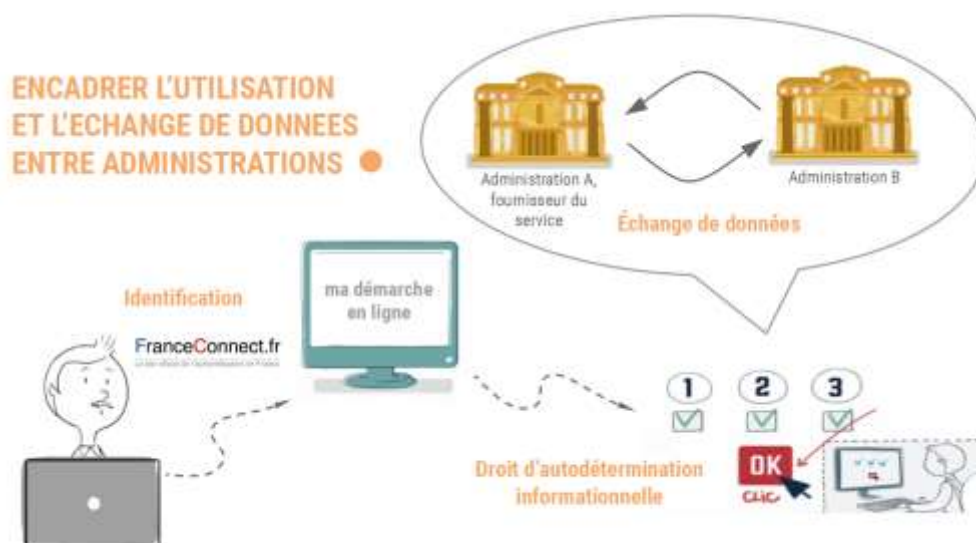 ENCADRER L'UTILISATION
ET L'ECHANGE DE DONNEES
ENTRE ADMINISTRATIONS
Administration A,
fournisseur du
service
Administration B
Échange de données
Identification
ma démarche
en ligne
FranceConnect.fr
1 2 3
Droit d'autodétermination
informationnelle
OK
CLIC